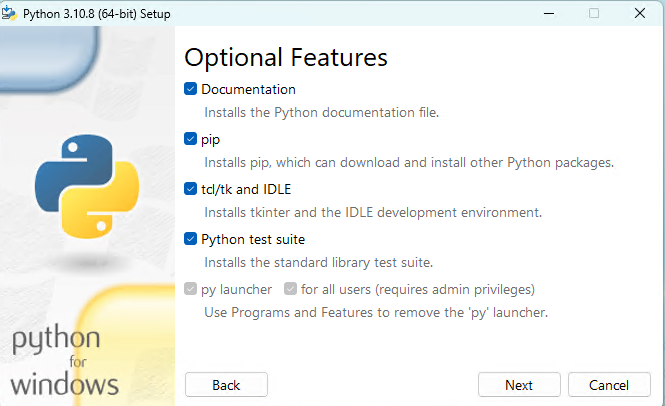 Python 3.10.8 (64-bit) Setup
Optional Features
Documentation
Installs the Python documentation file.
pip
Installs pip, which can download and install other Python packages.
tcl/tk and IDLE
Installs tkinter and the IDLE development environment.
Python test suite
Installs the standard library test suite.
py launcher for all users (requires admin privileges)
Use Programs and Features to remove the 'py' launcher.
python
for
windows
Back Next Cancel